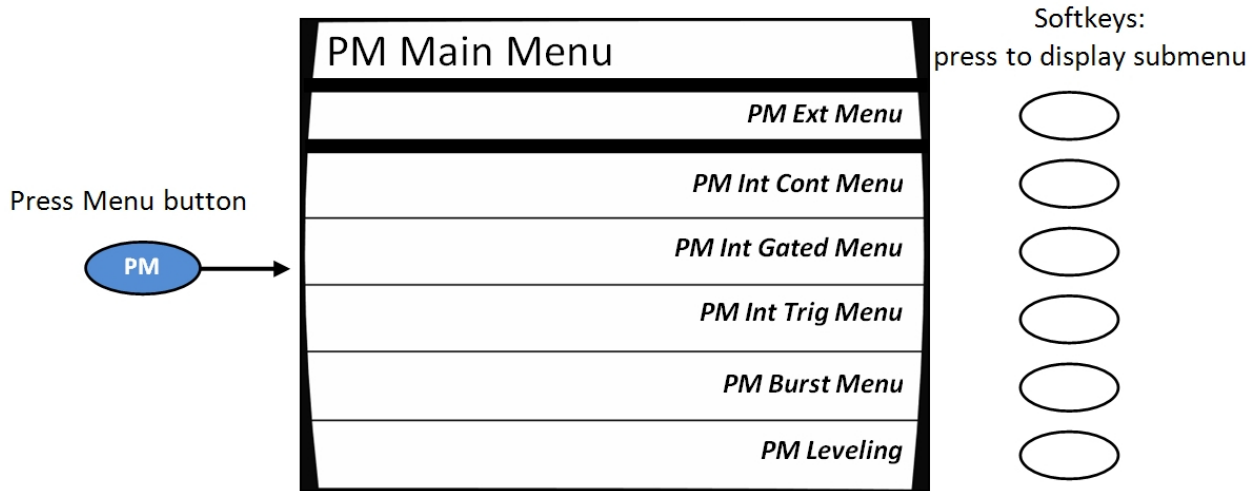 Softkeys:
press to display submenu
PM Main Menu
PM Ext Menu
PM Int Cont Menu
Press Menu button
PM Int Gated Menu
PM
PM Int Trig Menu
PM Burst Menu
PM Leveling